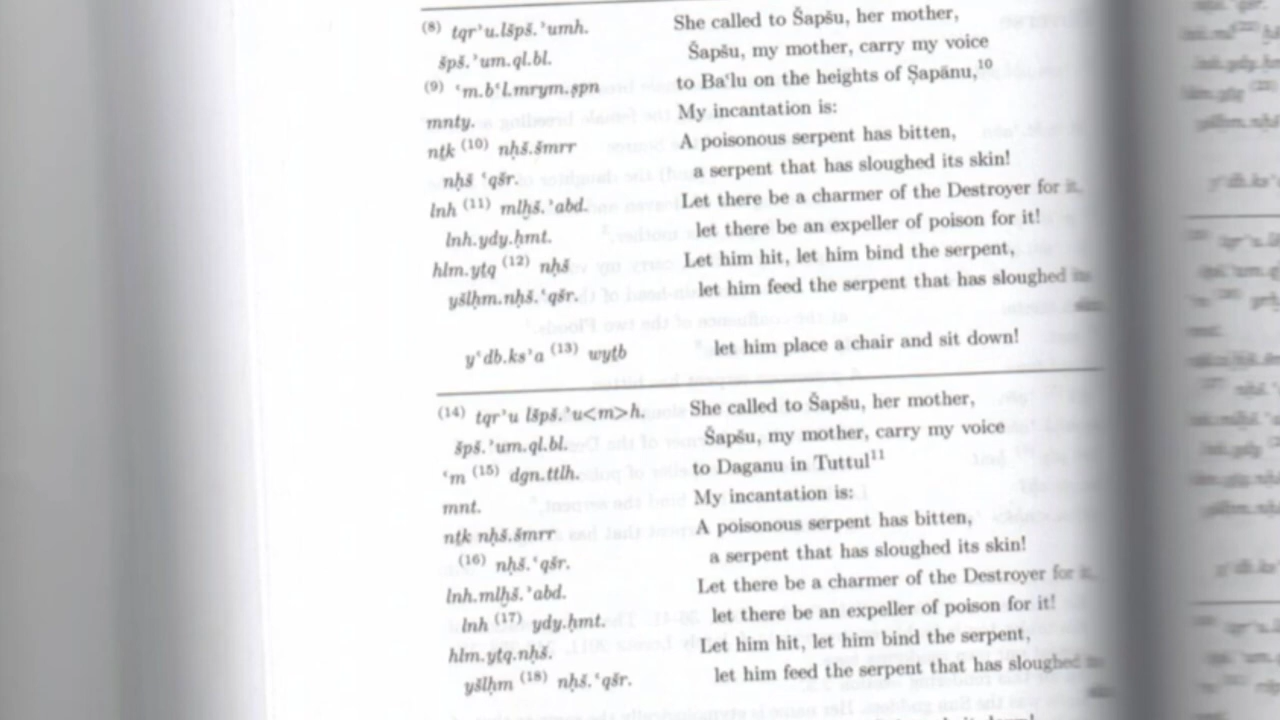 (8) tqrʾu.lšpš.ʾumh. She called to Šapšu, her mother,
špš.ʾum.ql.bl. Šapšu, my mother, carry my voice
(9) ʿm.bʿl.mrym.ṣpn to Baʿlu on the heights of Ṣapānu,10
mnty. My incantation is:
nṯk (10) nḥš.šmrr A poisonous serpent has bitten,
nḥš ʿqšr. a serpent that has sloughed its skin!
lnh (11) mlḫš.ʾabd. Let there be a charmer of the Destroyer for it,
lnh.ydy.ḥmt. let there be an expeller of poison for it!
hlm.ytq (12) nḥš Let him hit, let him bind the serpent,
yšlḥm.nḥš.ʿqšr. let him feed the serpent that has sloughed its
skin
yʿdb.ksʾa (13) wyṯb let him place a chair and sit down!
(14) tqrʾu lšpš.ʾu<m>h. She called to Šapšu, her mother,
špš.ʾum.ql.bl. Šapšu, my mother, carry my voice
ʿm (15) dgn.ttlh. to Daganu in Tuttul11
mnt. My incantation is:
nṯk nḥš.šmrr A poisonous serpent has bitten,
(16) nḥš.ʿqšr. a serpent that has sloughed its skin!
lnh.mlḫš.ʾabd. Let there be a charmer of the Destroyer for it,
lnh (17) ydy.ḥmt. let there be an expeller of poison for it!
hlm.ytq.nḥš. Let him hit, let him bind the serpent,
yšlḥm (18) nḥš.ʿqšr. let him feed the serpent that has sloughed its